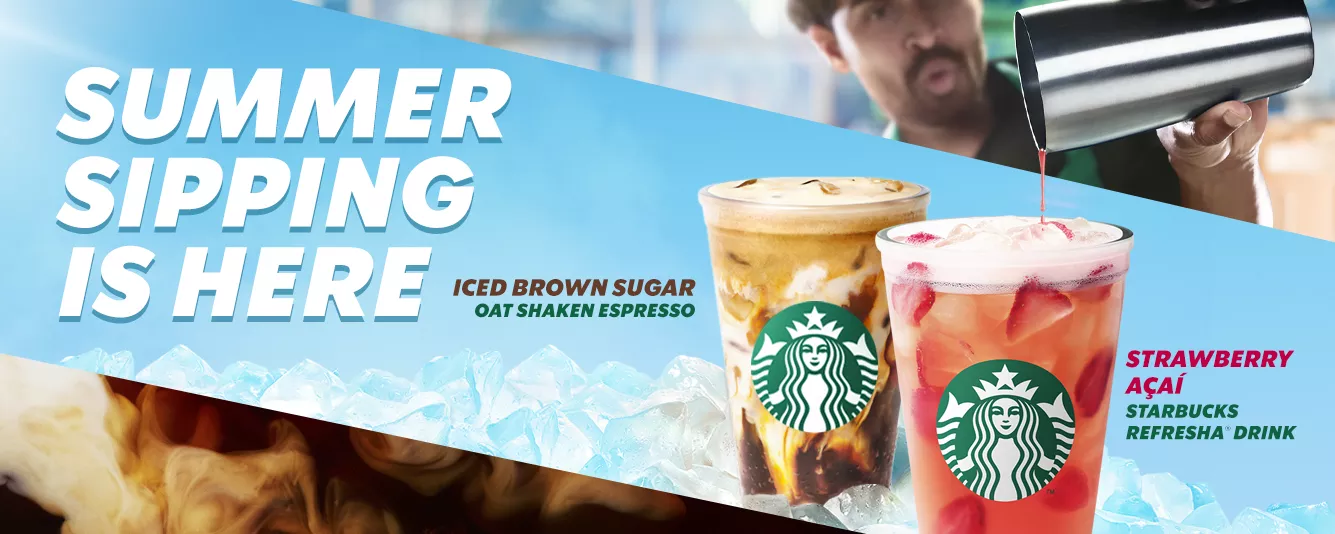 SUMMER
SIPPING
IS HERE
ICED BROWN SUGAR
OAT SHAKEN ESPRESSO
STRAWBERRY
AÇAÍ
STARBUCKS
REFRESHA® DRINK